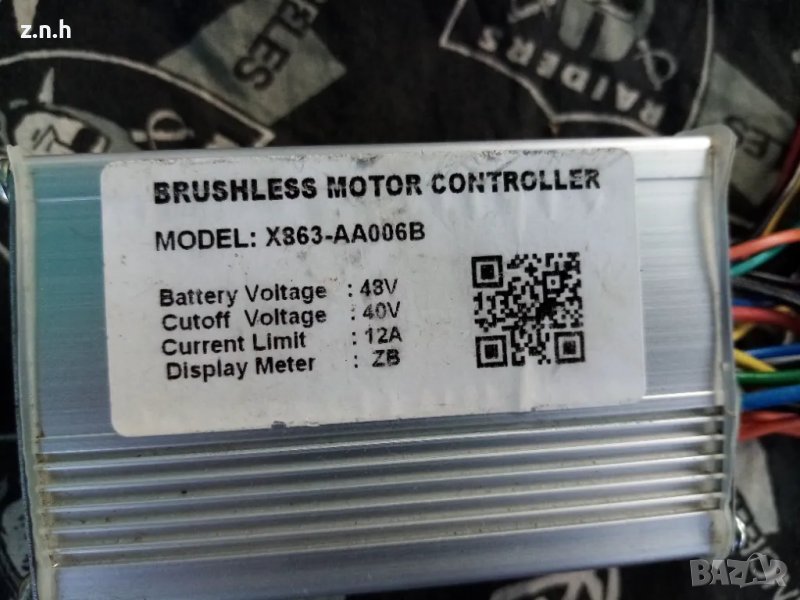 z.n.h
RAIDERS
BRUSHLESS MOTOR CONTROLLER
MODEL: X863-AA006B
Battery Voltage : 48V
Cutoff Voltage : 40V
Current Limit : 12A
Display Meter : ZB
BAZAR